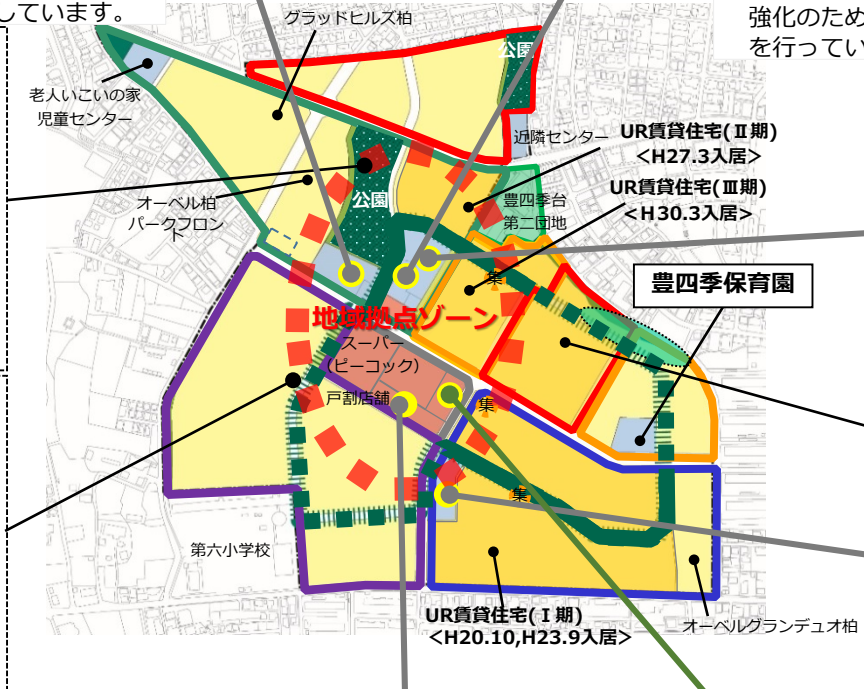 しています。
強化のため
を行ってい
グラッドヒルズ柏
公園
老人いこいの家
児童センター
近隣センター
UR賃貸住宅(Ⅱ期)
<H27.3入居>
UR賃貸住宅(Ⅲ期)
<H30.3入居>
公園
豊四季台
第二団地
オーベル柏
パークフロン
ト
集
豊四季保育園
地域拠点ゾーン
スーパー
(ピーコック)
戸割店舗
集
集
第六小学校
UR賃貸住宅(Ⅰ期)
<H20.10,H23.9入居>
オーベルグランデュオ柏